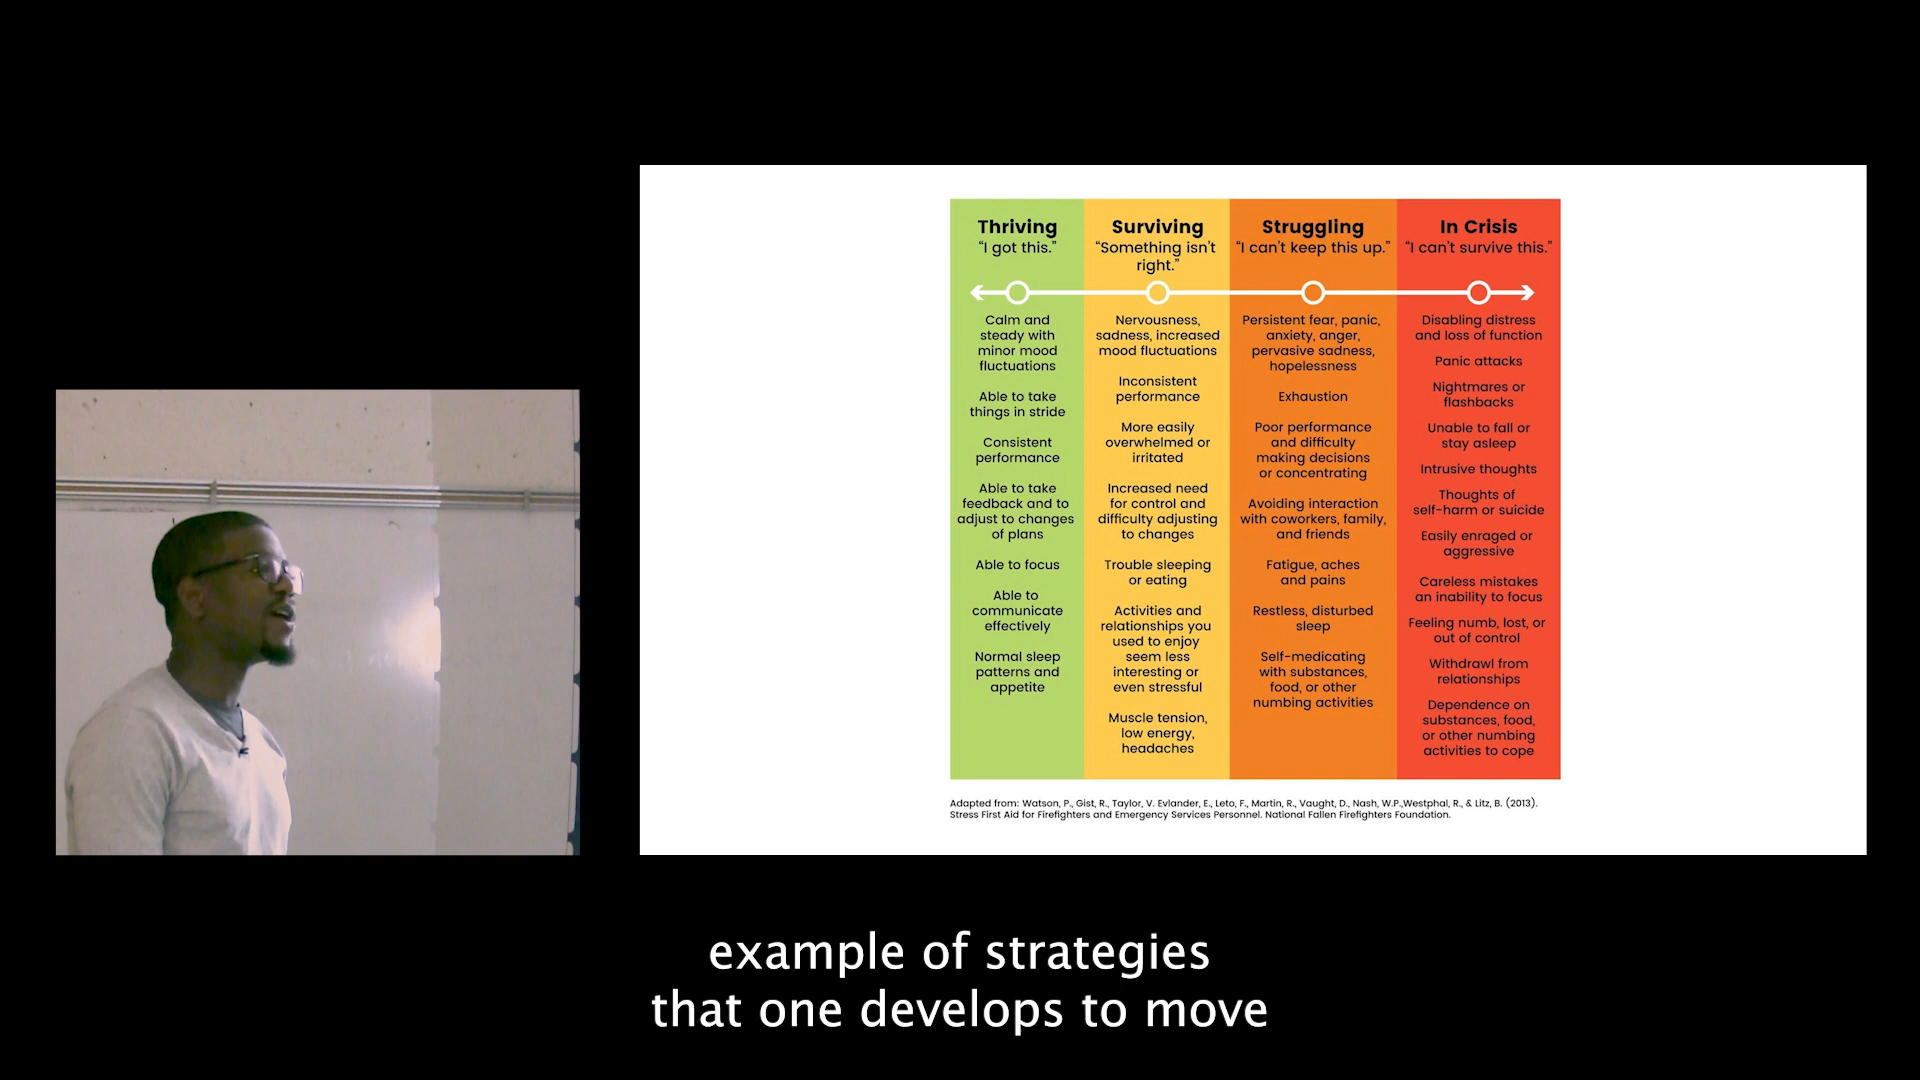 Thriving
“I got this.”
Calm and
steady with
minor mood
fluctuations
Able to take
things in stride
Consistent
performance
Able to take
feedback and to
adjust to changes
of plans
Able to focus
Able to
communicate
effectively
Normal sleep
patterns and
appetite
Surviving
“Something isn’t
right.”
Nervousness,
sadness, increased
mood fluctuations
Inconsistent
performance
More easily
overwhelmed or
irritated
Increased need
for control and
difficulty adjusting
to changes
Trouble sleeping
or eating
Activities and
relationships you
used to enjoy
seem less
interesting or
even stressful
Muscle tension,
low energy,
headaches
Struggling
“I can’t keep this up.”
Persistent fear, panic,
anxiety, anger,
pervasive sadness,
hopelessness
Exhaustion
Poor performance
and difficulty
making decisions
or concentrating
Avoiding interaction
with coworkers, family,
and friends
Fatigue, aches
and pains
Restless, disturbed
sleep
Self-medicating
with substances,
food, or other
numbing activities
In Crisis
“I can’t survive this.”
Disabling distress
and loss of function
Panic attacks
Nightmares or
flashbacks
Unable to fall or
stay asleep
Intrusive thoughts
Thoughts of
self-harm or suicide
Easily enraged or
aggressive
Careless mistakes
an inability to focus
Feeling numb, lost, or
out of control
Withdrawl from
relationships
Dependence on
substances, food,
or other numbing
activities to cope
Adapted from: Watson, P., Gist, R., Taylor, V. Evlander, E., Leto, F., Martin, R., Vaught, D., Nash, W.P.,Westphal, R., & Litz, B. (2013).
Stress First Aid for Firefighters and Emergency Services Personnel. National Fallen Firefighters Foundation.
example of strategies
that one develops to move